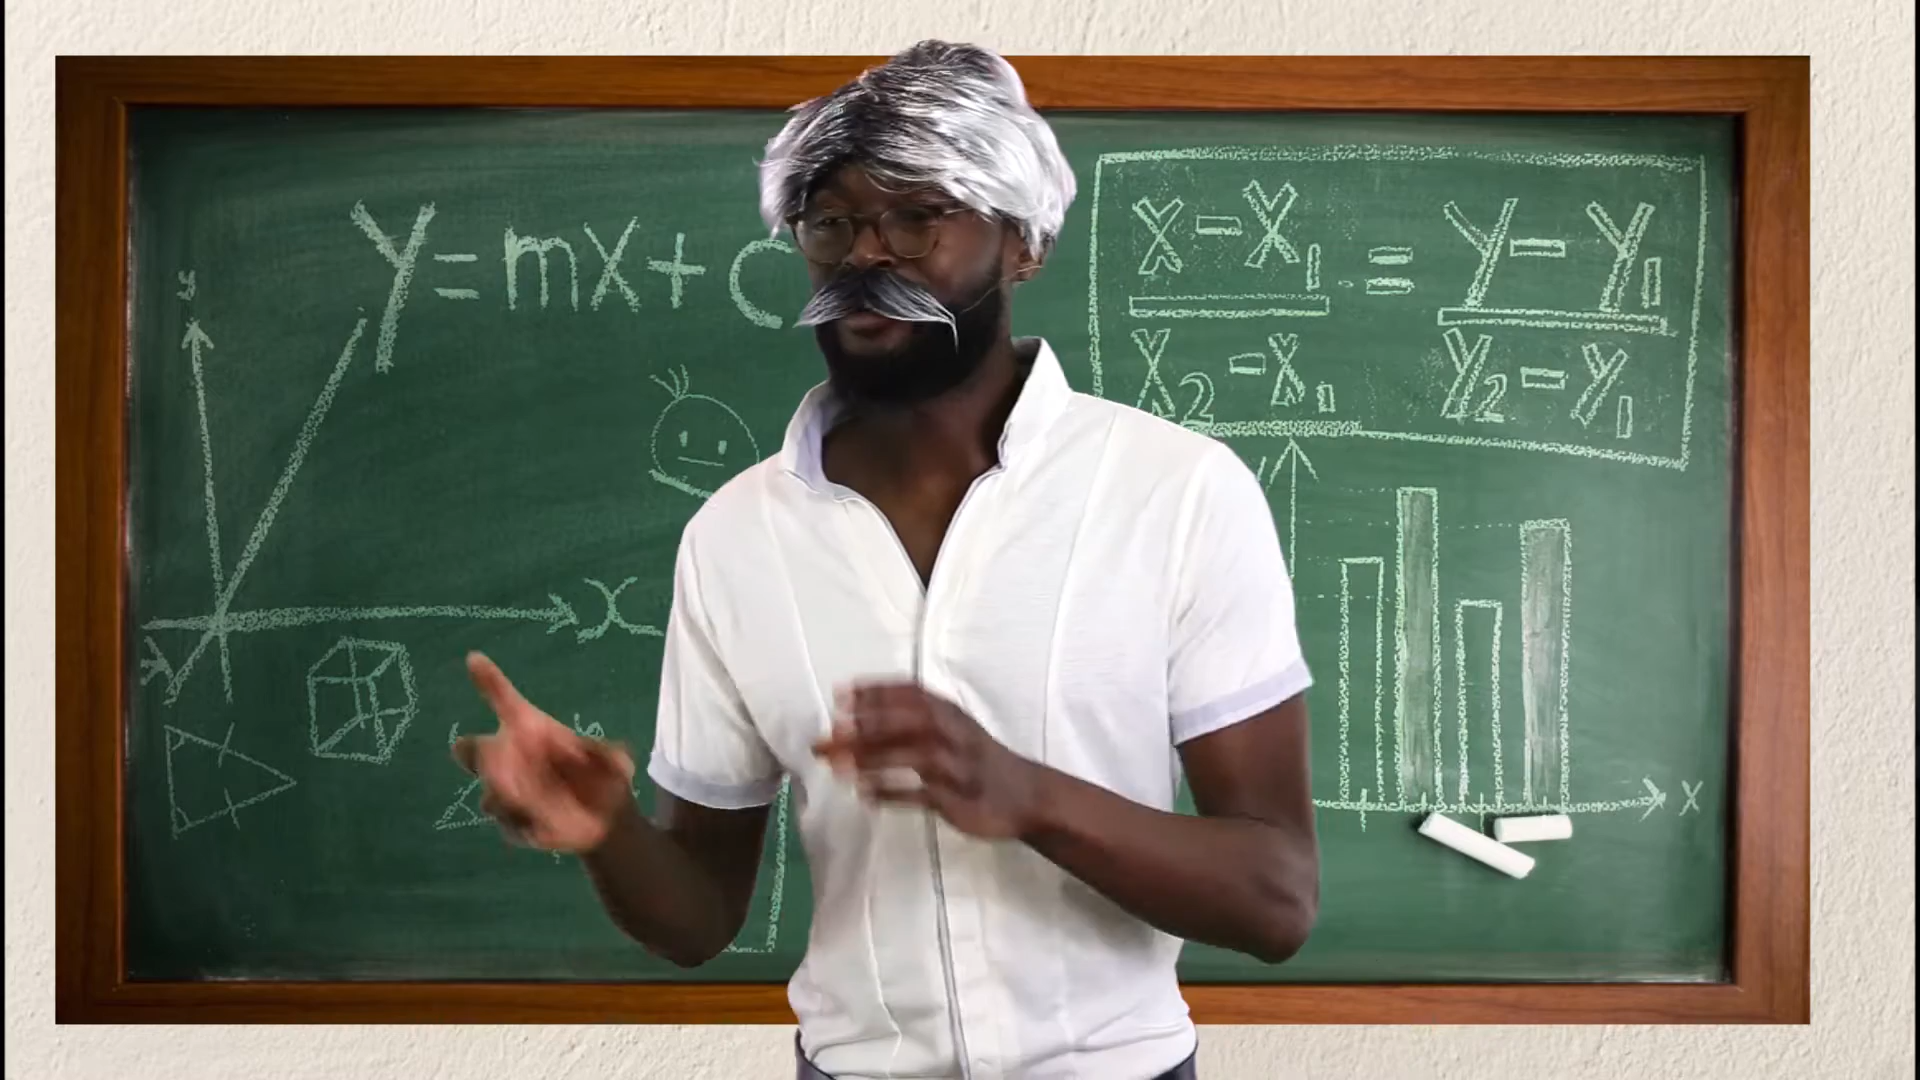 y
y=mx+c
x
x-x₁ = y-y₁
x₂-x₁ y₂-y₁
y
x